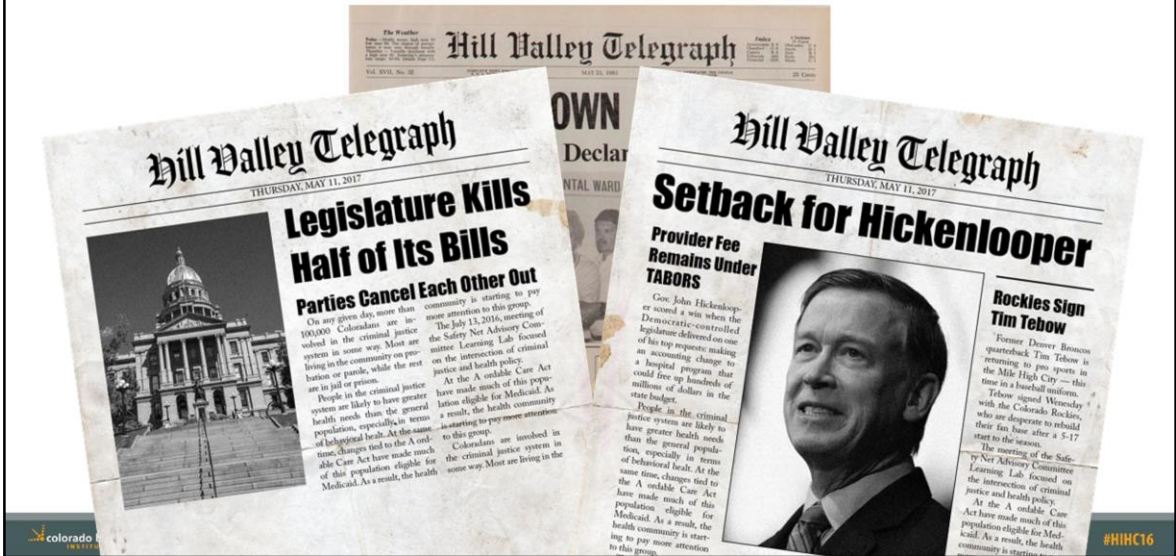 The Weather
Hill Valley Telegraph
Index
Vol. XVII, No. 32
25 Cents
OWN
Declar
NTAL WARD
Hill Valley Telegraph
THURSDAY, MAY 11, 2017
Legislature Kills
Half of Its Bills
Parties Cancel Each Other Out
On any given day, more than
100,000 Coloradans are in-
volved in the criminal justice
system in some way. Most are
living in the community on pro-
bation or parole, while the rest
are in jail or prison.
People in the criminal justice
system are likely to have greater
health needs than the general
population, especially in terms
of behavioral healt. At the same
time, changes tied to the A ord-
able Care Act have made much
of this population eligible for
Medicaid. As a result, the health
community is starting to pay
more attention to this group.
The July 13, 2016, meeting of
the Safety Net Advisory Com-
mittee Learning Lab focused
on the intersection of criminal
justice and health policy.
At the A ordable Care Act
have made much of this popu-
lation eligible for Medicaid. As
a result, the health community
is starting to pay more attention
to this group.
Coloradans are involved in
the criminal justice system in
some way. Most are living in the
Hill Valley Telegraph
THURSDAY, MAY 11, 2017
Setback for Hickenlooper
Provider Fee
Remains Under
TABORS
Gov. John Hickenloop-
er scored a win when the
Democratic-controlled
legislature delivered on one
of his top requests: making
an accounting change to
a hospital program that
could free up hundreds of
millions of dollars in the
state budget.
People in the criminal
justice system are likely to
have greater health needs
than the general popula-
tion, especially in terms
of behavioral healt. At the
same time, changes tied to
the A ordable Care Act
have made much of this
population eligible for
Medicaid. As a result, the
health community is start-
ing to pay more attention
to this group.
Rockies Sign
Tim Tebow
Former Denver Broncos
quarterback Tim Tebow is
returning to pro sports in
the Mile High City — this
time in a baseball uniform.
Tebow signed Wenesday
with the Colorado Rockies,
who are desperate to rebuild
their fan base after a 5-17
start to the season.
The meeting of the Safe-
ty Net Advisory Committee
Learning Lab focused on
the intersection of criminal
justice and health policy.
At the A ordable Care
Act have made much of this
population eligible for Med-
icaid. As a result, the health
community is starting
colorado
INSTITU
#HIHC16